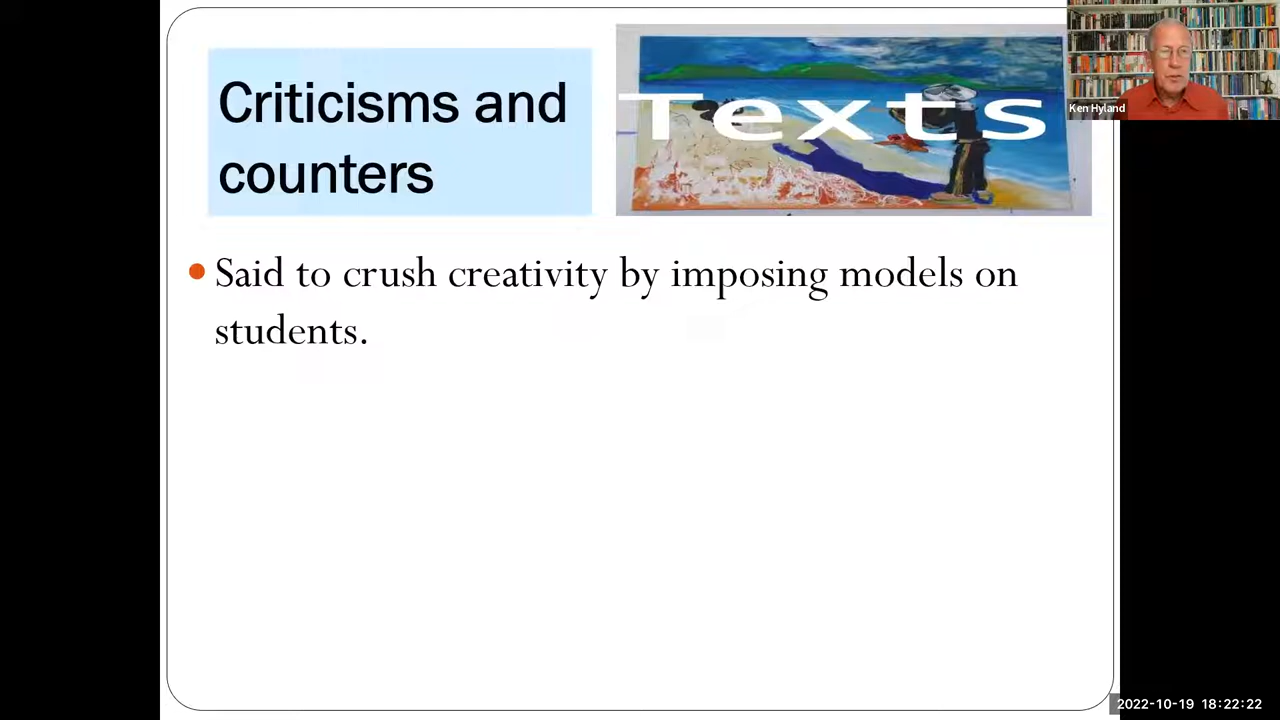 Criticisms and
counters
Texts
Ken Hyland
Said to crush creativity by imposing models on
students.
2022-10-19 18:22:22